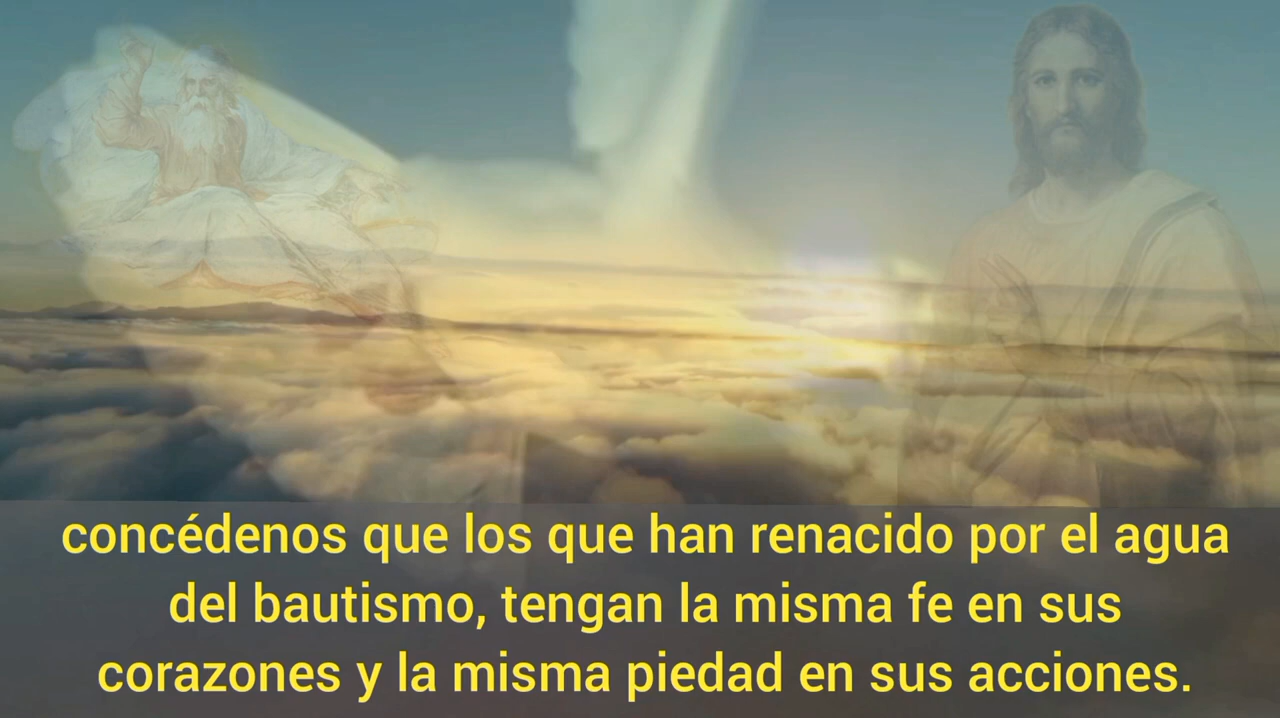 concédenos que los que han renacido por el agua
del bautismo, tengan la misma fe en sus
corazones y la misma piedad en sus acciones.